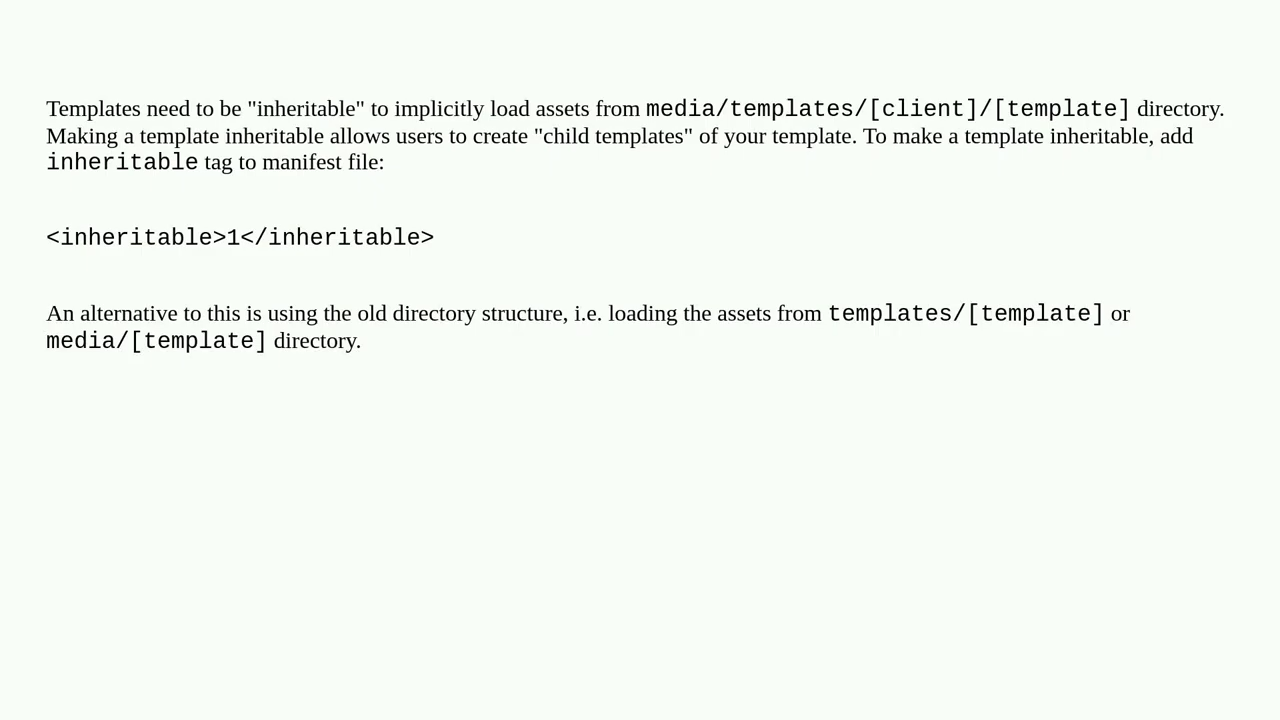 Templates need to be "inheritable" to implicitly load assets from media/templates/[client]/[template] directory.
Making a template inheritable allows users to create "child templates" of your template. To make a template inheritable, add
inheritable tag to manifest file:
<inheritable>1</inheritable>
An alternative to this is using the old directory structure, i.e. loading the assets from templates/[template] or
media/[template] directory.